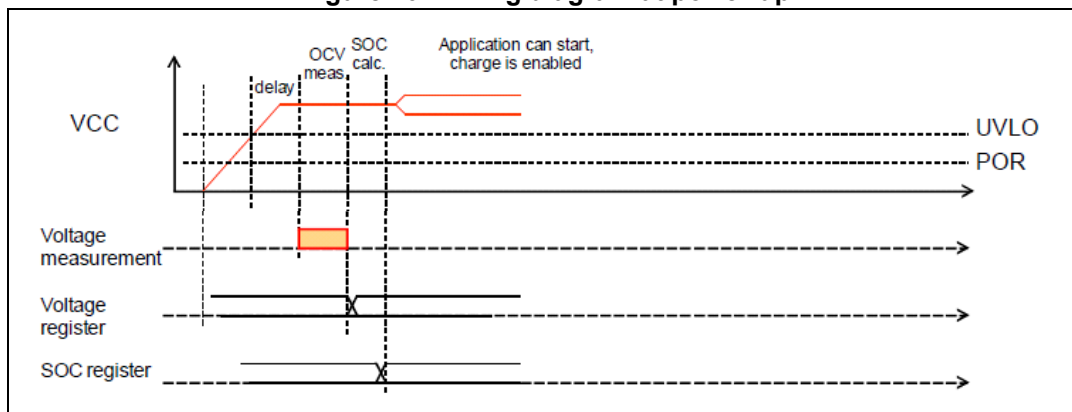 OCV
meas
SOC
calc.
Application can start,
charge is enabled
delay
VCC
UVLO
POR
Voltage
measurement
Voltage
register
SOC register